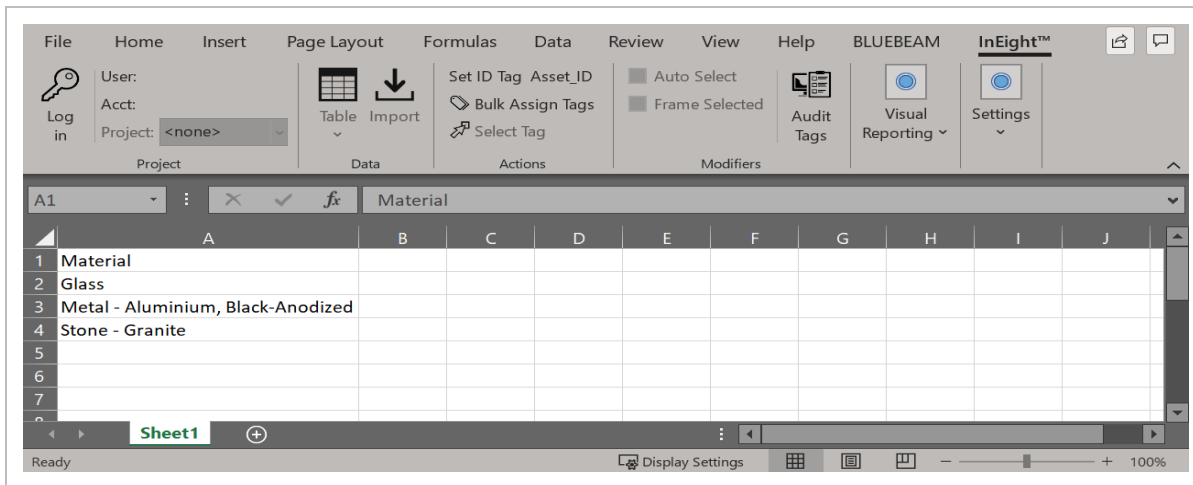 File Home Insert Page Layout Formulas Data Review View Help BLUEBEAM InEight™
Log in
User:
Acct:
Project: <none>
Project
Table Import
Data
Set ID Tag Asset_ID
Bulk Assign Tags
Select Tag
Actions
Auto Select
Frame Selected
Modifiers
Audit Tags
Visual Reporting
Settings
A1 fx Material
A B C D E F G H I J
1 Material
2 Glass
3 Metal - Aluminium, Black-Anodized
4 Stone - Granite
5
6
7
Sheet1
Ready Display Settings 100%